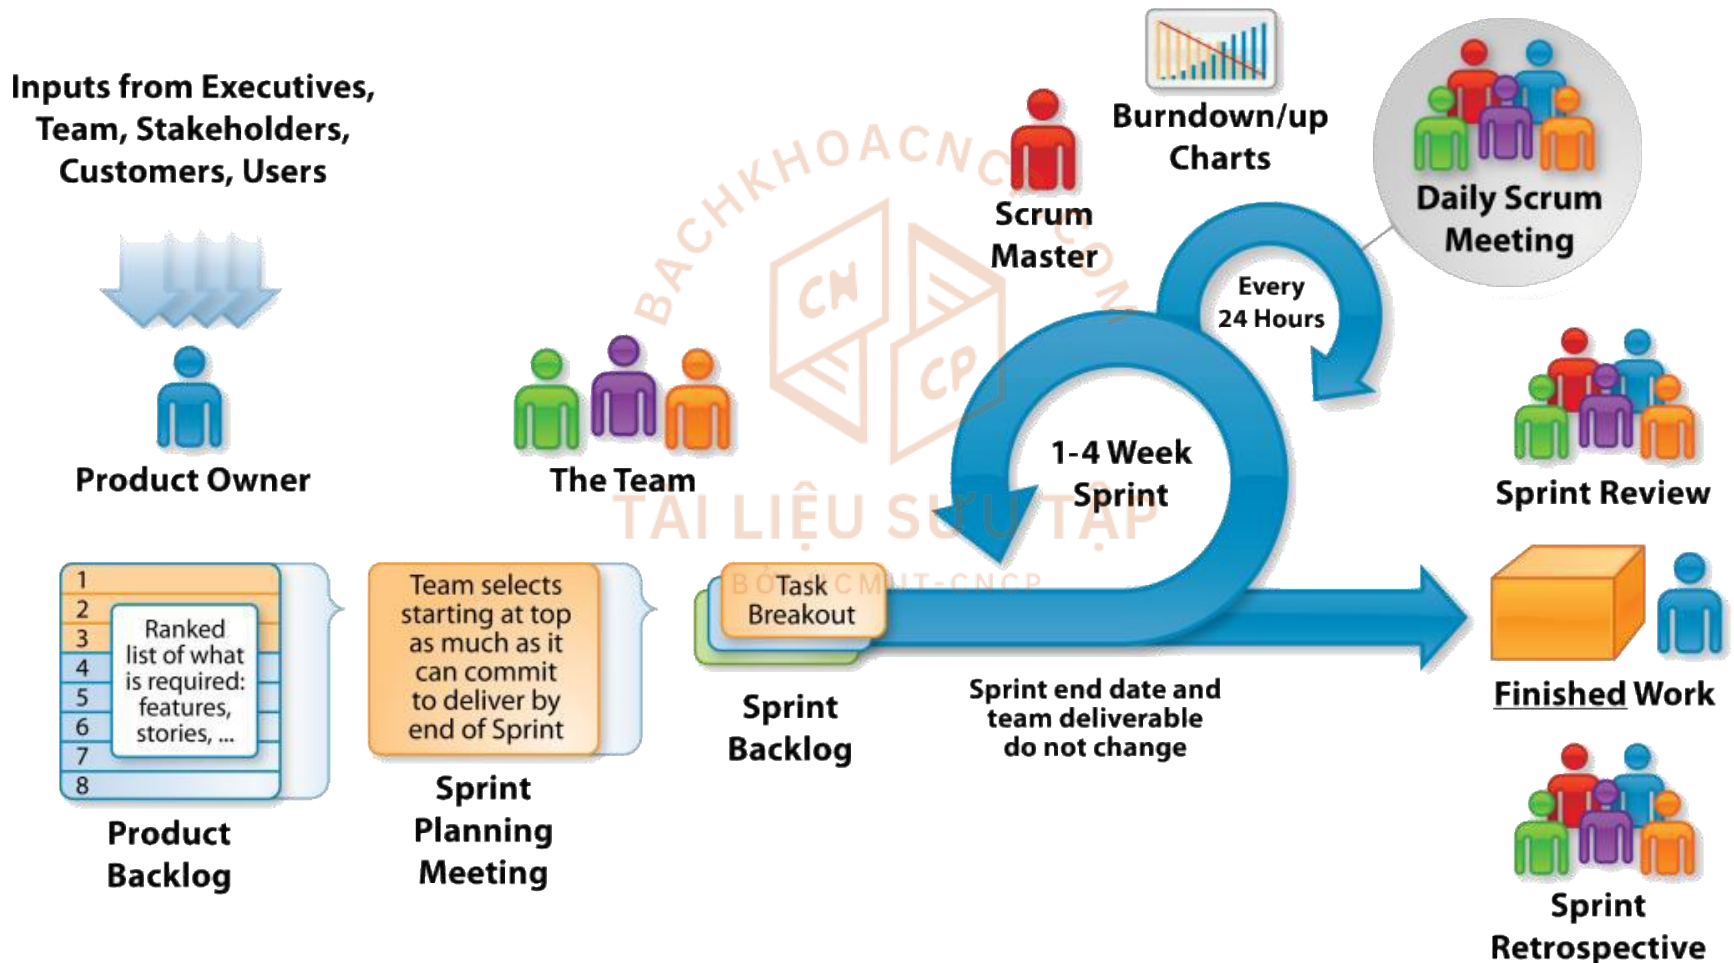 Inputs from Executives,
Team, Stakeholders,
Customers, Users
Product Owner
The Team
Scrum
Master
Burndown/up
Charts
Daily Scrum
Meeting
Every
24 Hours
1-4 Week
Sprint
Sprint Review
1
2
3
4
5
6
7
8
Ranked
list of what
is required:
features,
stories, ...
Product
Backlog
Team selects
starting at top
as much as it
can commit
to deliver by
end of Sprint
Sprint
Planning
Meeting
Task
Breakout
Sprint
Backlog
Sprint end date and
team deliverable
do not change
Finished Work
Sprint
Retrospective
CN
CP
TÀI LIỆU SƯU TẬP